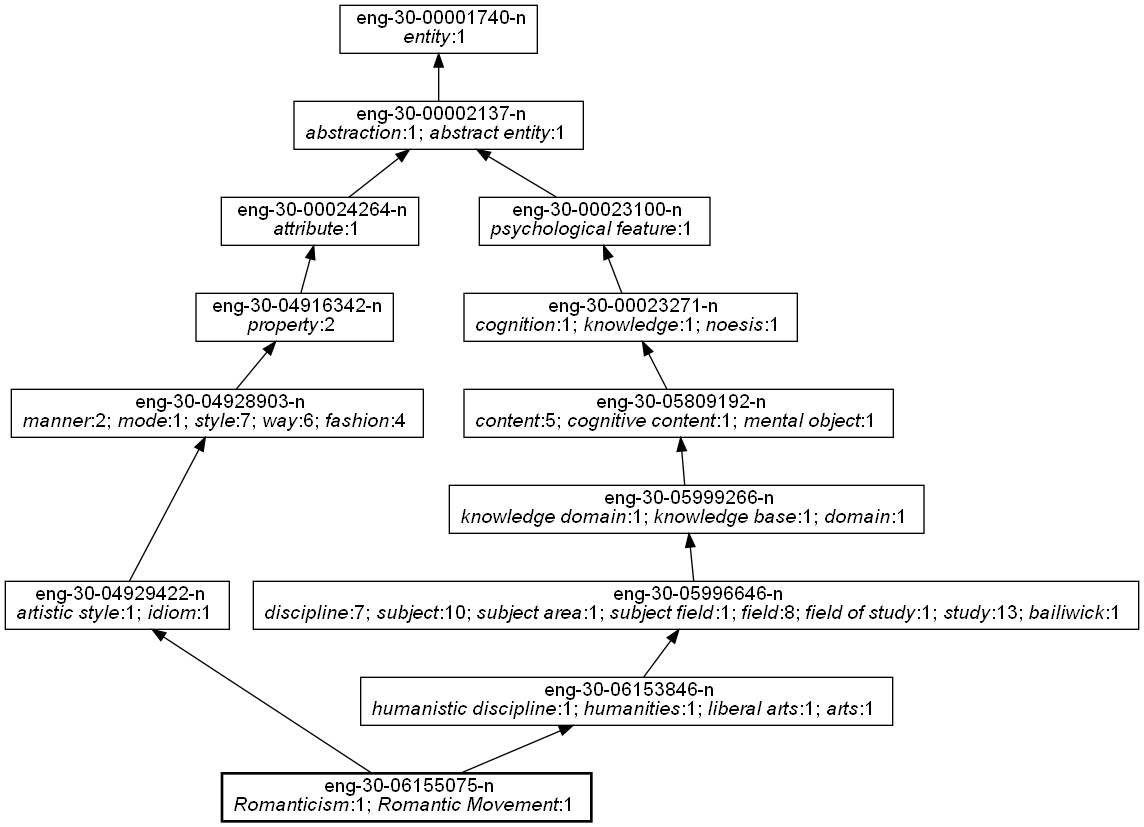 eng-30-00001740-n
entity:1
eng-30-00002137-n
abstraction:1; abstract entity:1
eng-30-00024264-n
attribute:1
eng-30-00023100-n
psychological feature:1
eng-30-04916342-n
property:2
eng-30-00023271-n
cognition:1; knowledge:1; noesis:1
eng-30-04928903-n
manner:2; mode:1; style:7; way:6; fashion:4
eng-30-05809192-n
content:5; cognitive content:1; mental object:1
eng-30-05999266-n
knowledge domain:1; knowledge base:1; domain:1
eng-30-04929422-n
artistic style:1; idiom:1
eng-30-05996646-n
discipline:7; subject:10; subject area:1; subject field:1; field:8; field of study:1; study:13; bailiwick:1
eng-30-06153846-n
humanistic discipline:1; humanities:1; liberal arts:1; arts:1
eng-30-06155075-n
Romanticism:1; Romantic Movement:1